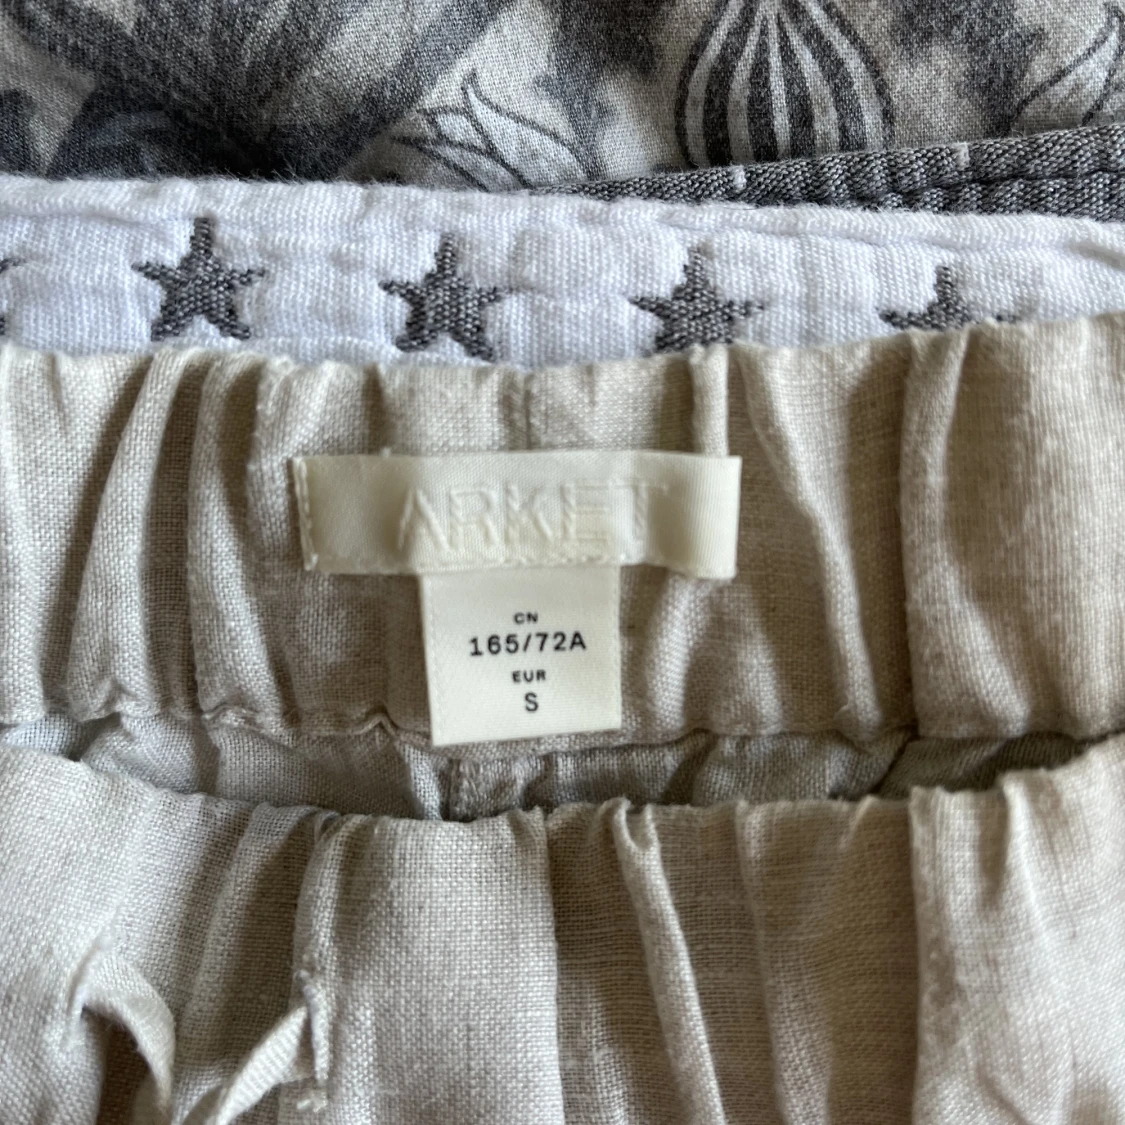 ARKET
CN
165/72A
EUR
S